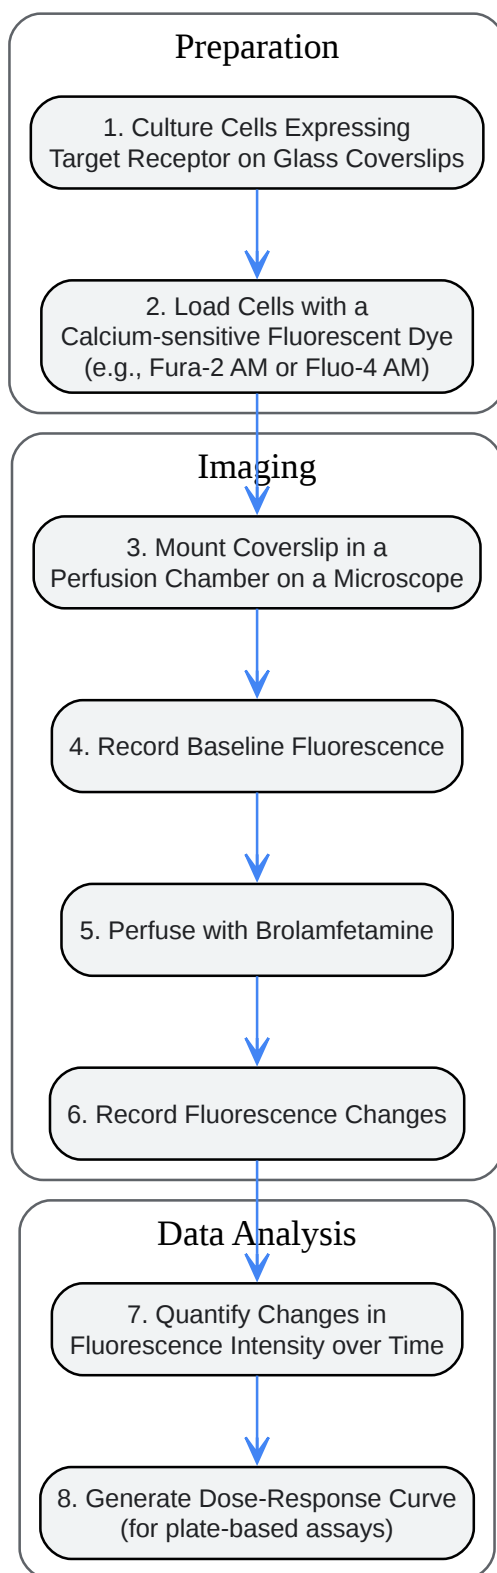 Preparation
1. Culture Cells Expressing
Target Receptor on Glass Coverslips
2. Load Cells with a
Calcium-sensitive Fluorescent Dye
(e.g., Fura-2 AM or Fluo-4 AM)
Imaging
3. Mount Coverslip in a
Perfusion Chamber on a Microscope
4. Record Baseline Fluorescence
5. Perfuse with Brolamfetamine
6. Record Fluorescence Changes
Data Analysis
7. Quantify Changes in
Fluorescence Intensity over Time
8. Generate Dose-Response Curve
(for plate-based assays)